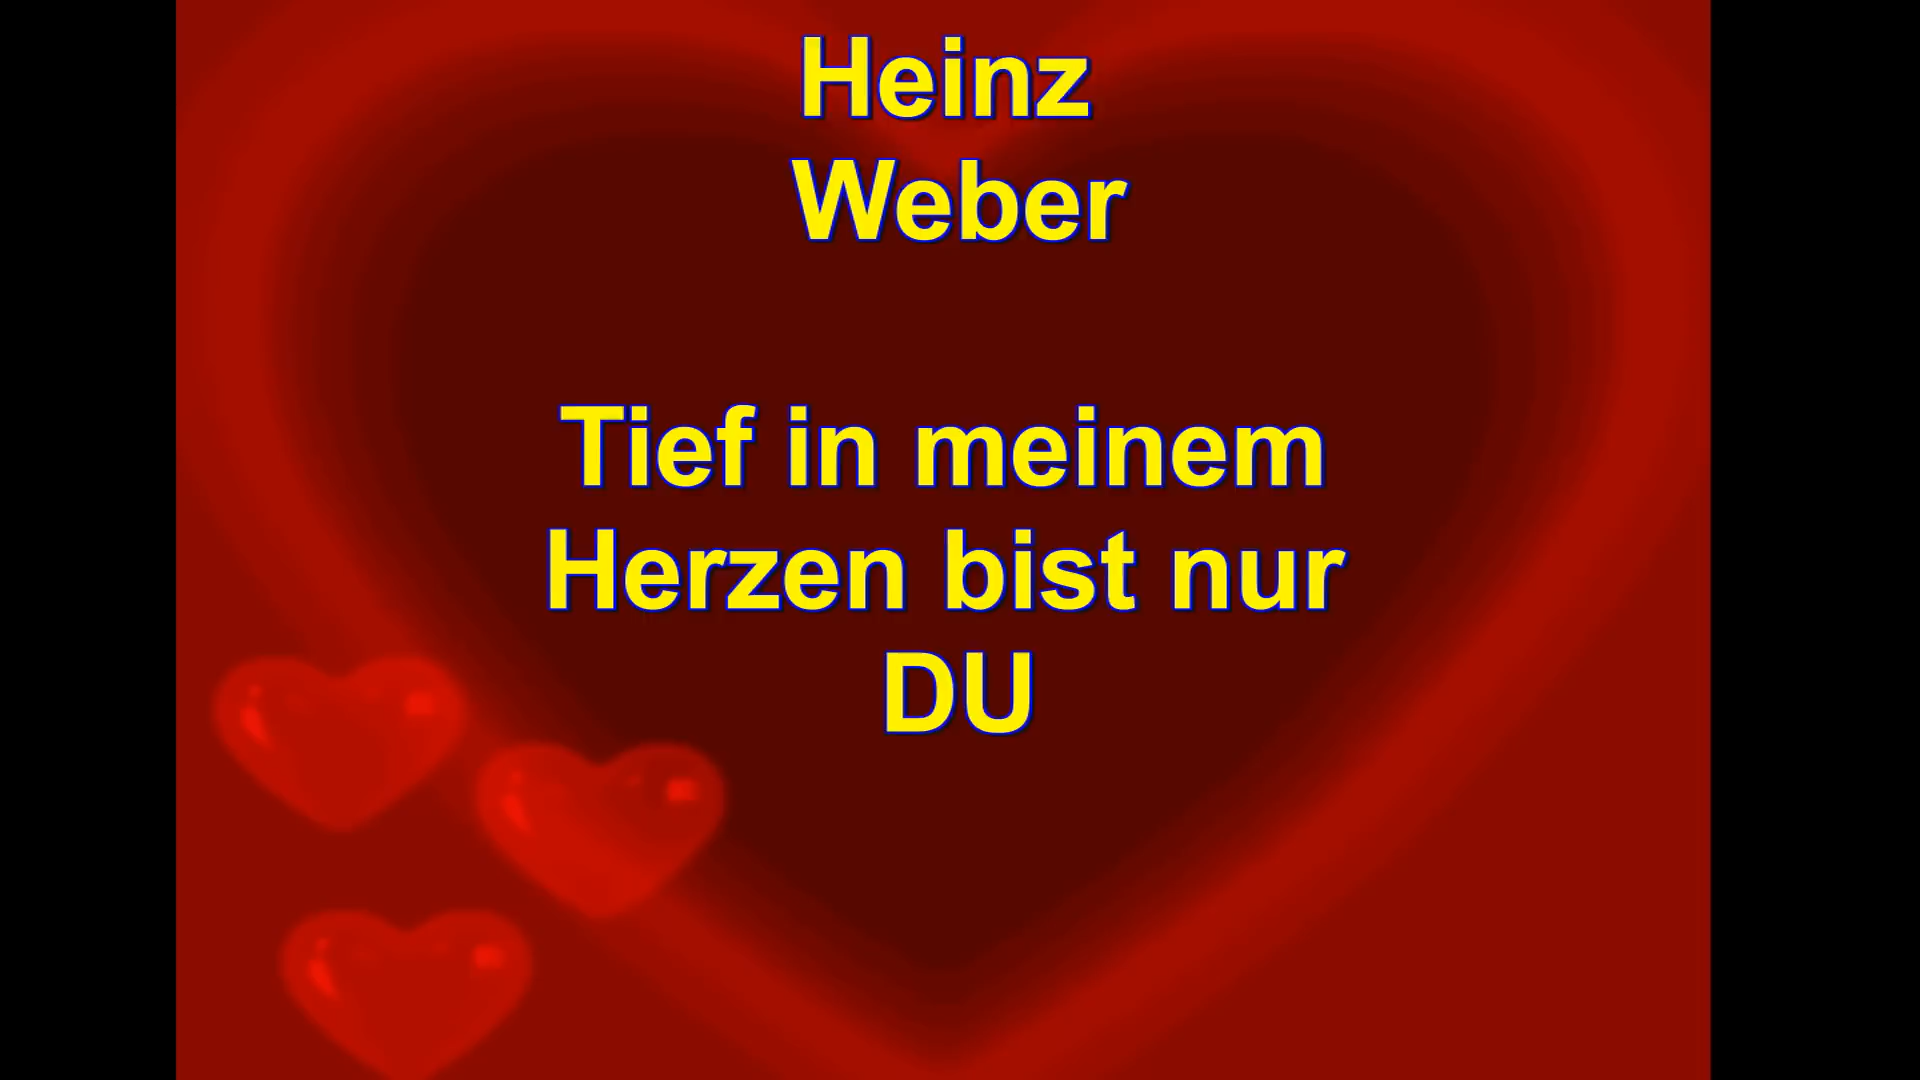 Heinz
Weber
Tief in meinem
Herzen bist nur
DU